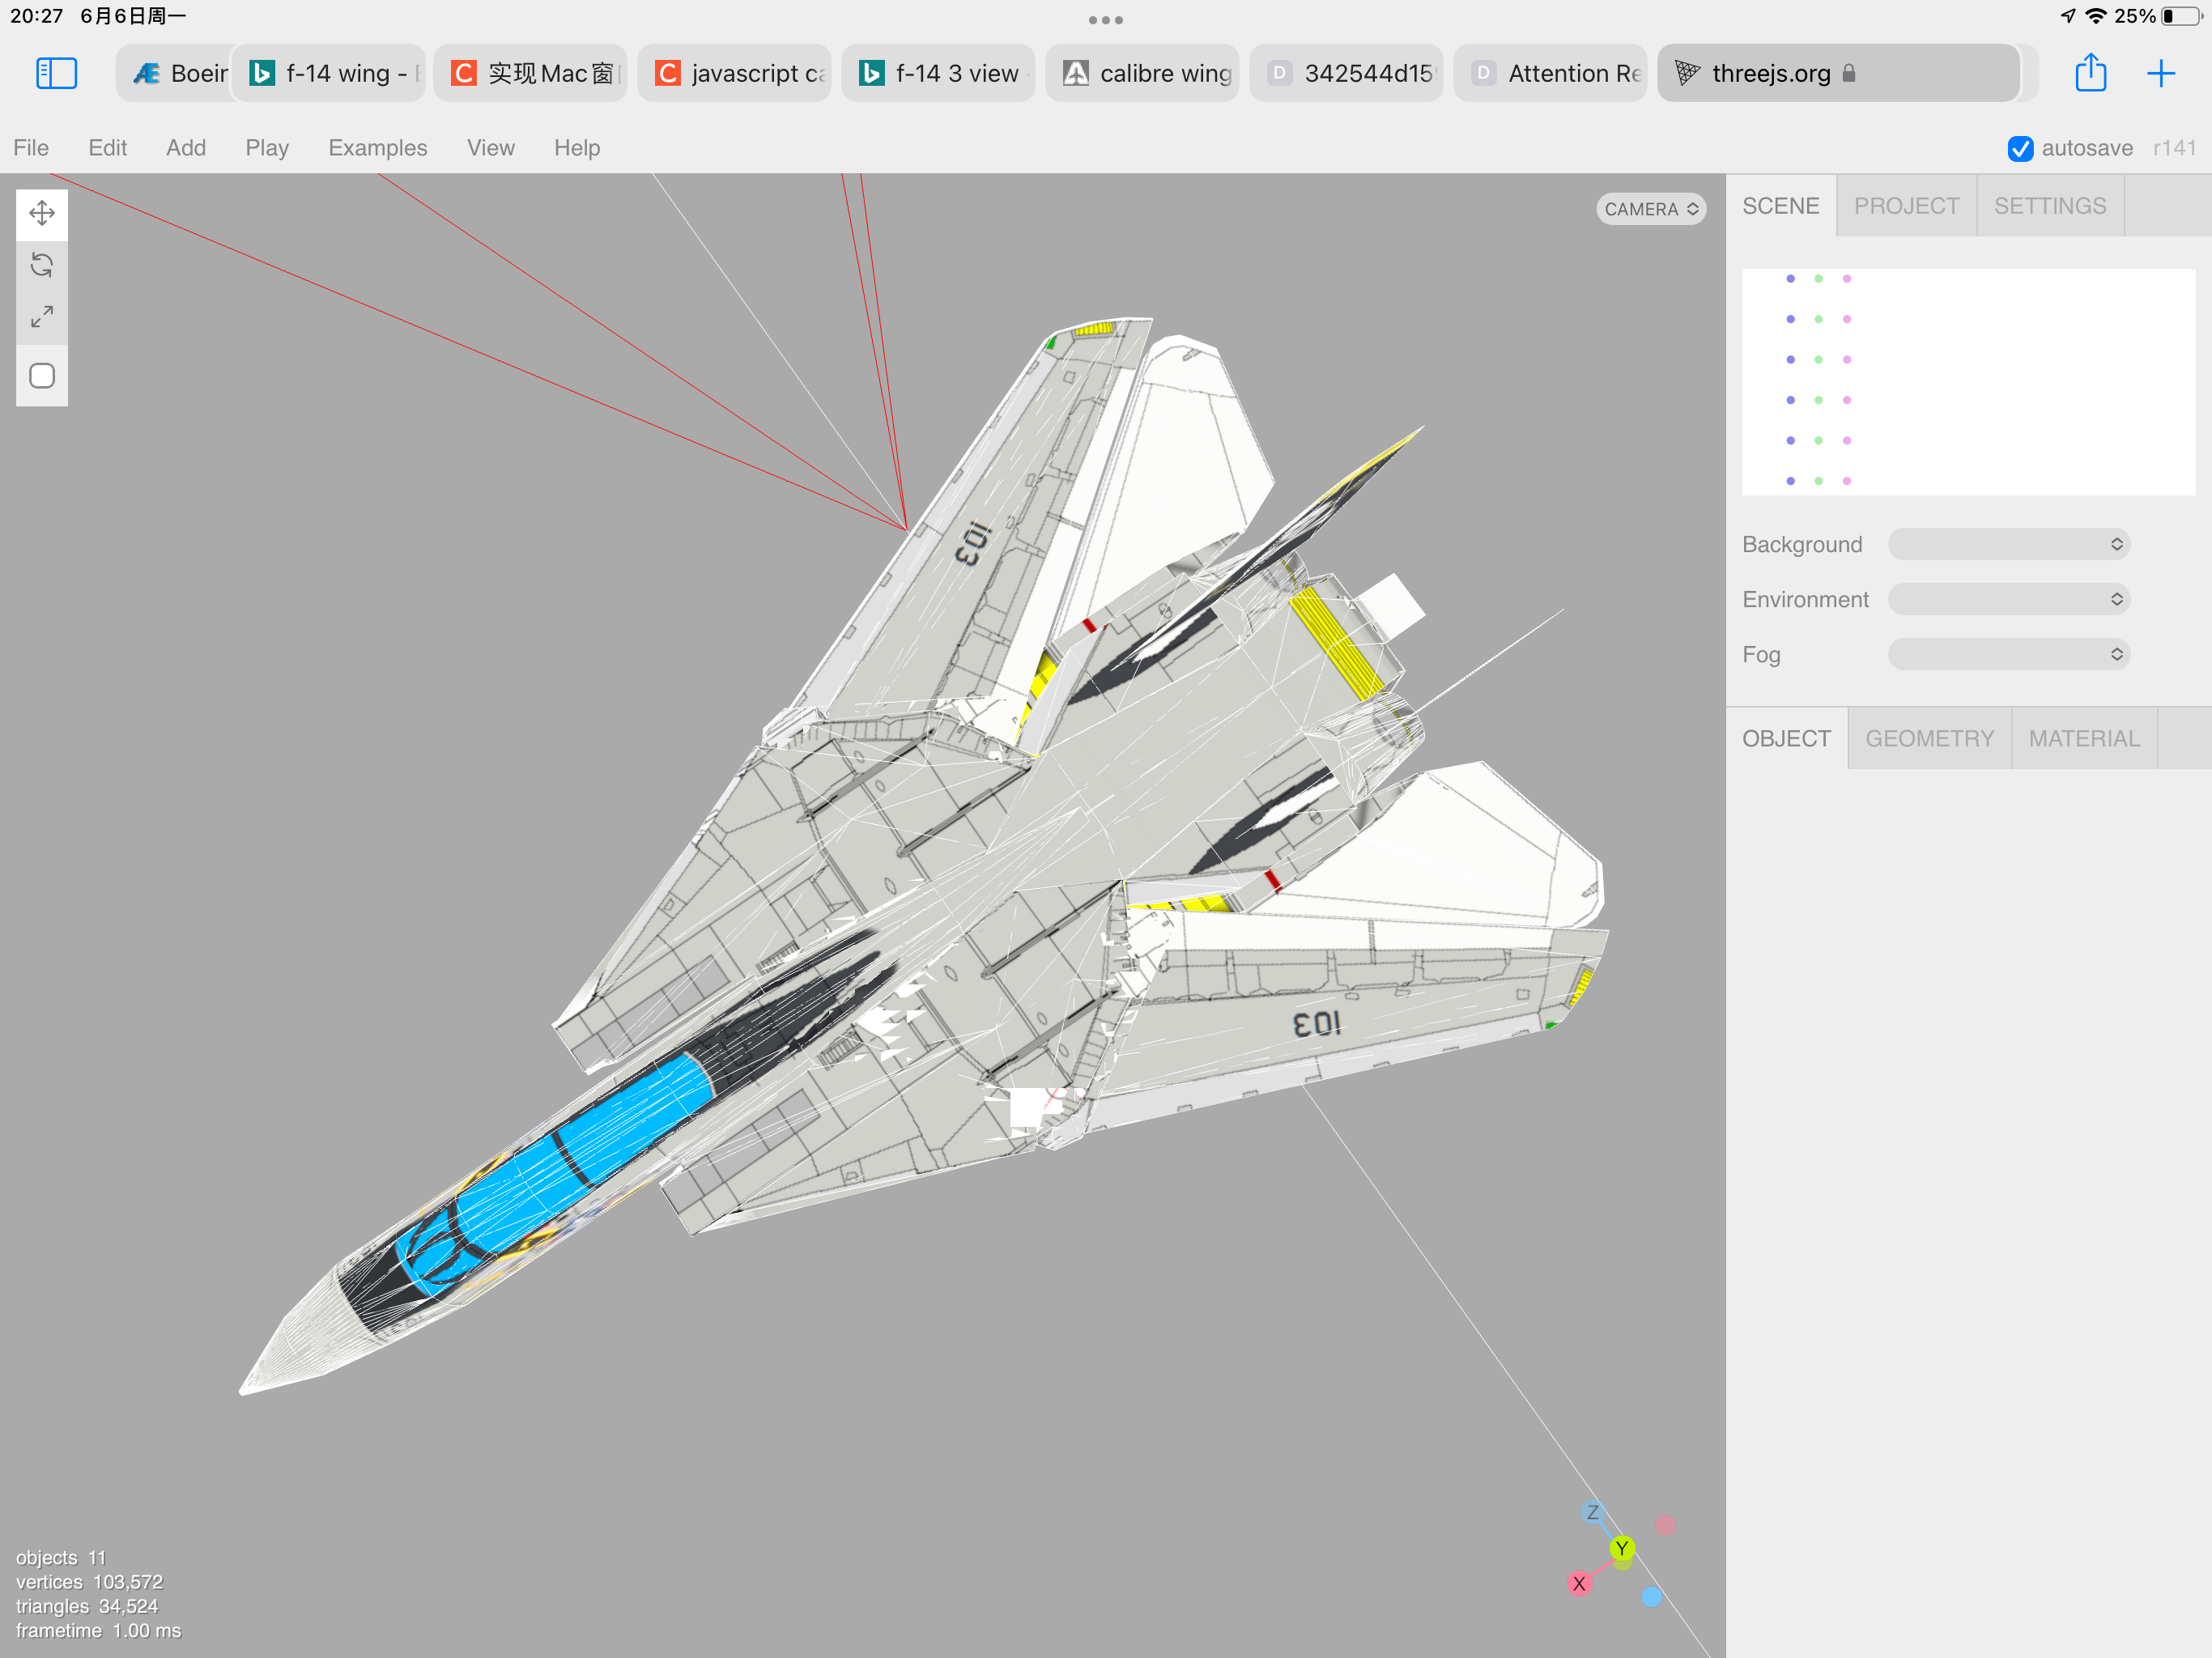 20:27 6月6日周一
25%
Boeir
f-14 wing -
实现Mac窗
javascript ca
f-14 3 view
calibre wing
342544d15
Attention Re
threejs.org
File Edit Add Play Examples View Help
autosave r141
CAMERA
SCENE PROJECT SETTINGS
Background
Environment
Fog
OBJECT GEOMETRY MATERIAL
103
103
Z
Y
X
objects 11
vertices 103,572
triangles 34,524
frametime 1.00 ms